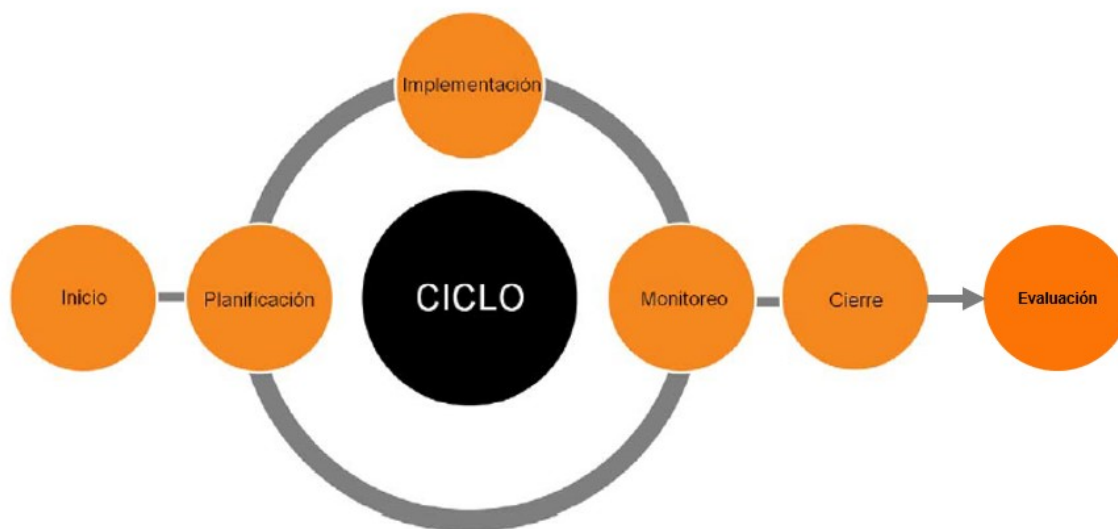 Implementación
Inicio
Planificación
CICLO
Monitoreo
Cierre
Evaluación